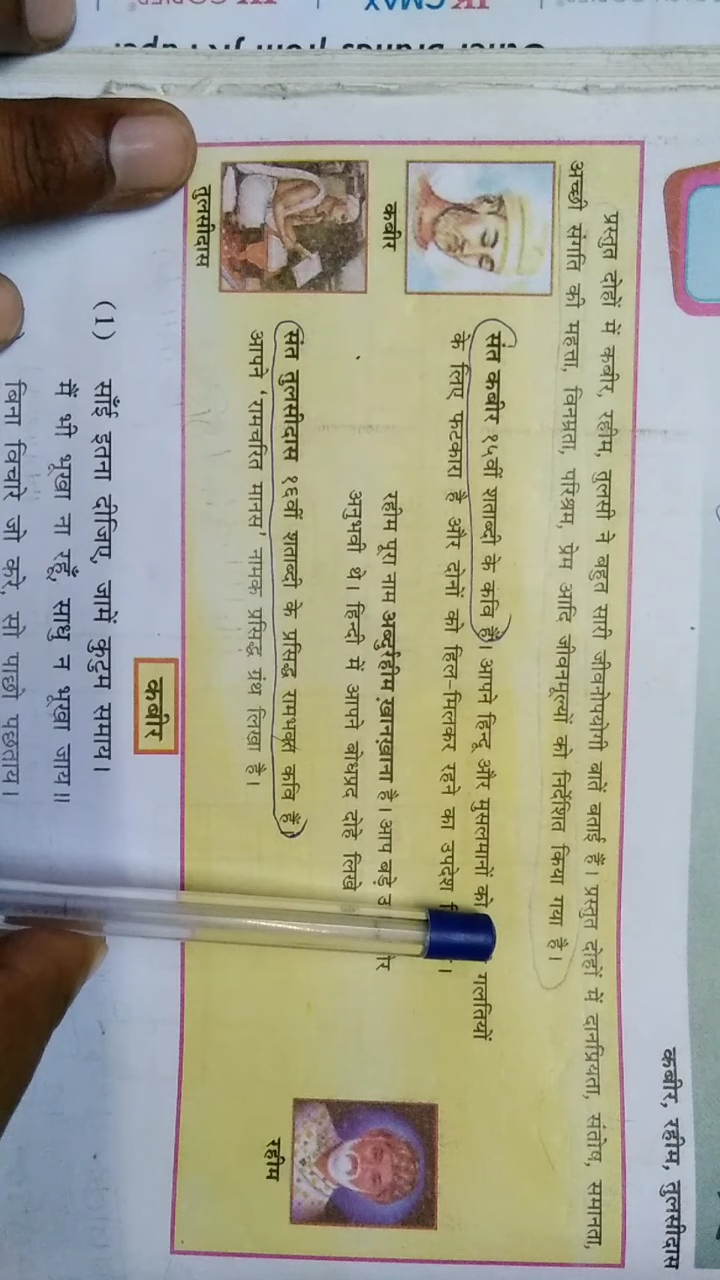 कबीर, रहीम, तुलसीदास
प्रस्तुत दोहों में कबीर, रहीम, तुलसी ने बहुत सारी जीवनोपयोगी बातें बताई हैं। प्रस्तुत दोहों में दानप्रियता, संतोष, समानता,
अच्छी संगति की महत्ता, विनम्रता, परिश्रम, प्रेम आदि जीवनमूल्यों को निर्देशित किया गया है।
संत कबीर १५वीं शताब्दी के कवि हैं। आपने हिन्दू और मुसलमानों को गलतियों
के लिए फटकारा है और दोनों को हिल-मिलकर रहने का उपदेश
कबीर
रहीम पूरा नाम अब्दुर्रहीम ख़ानख़ाना है। आप बड़े
अनुभवी थे। हिन्दी में आपने बोधप्रद दोहे लिखे
रहीम
संत तुलसीदास १६वीं शताब्दी के प्रसिद्ध रामभक्त कवि हैं।
आपने 'रामचरित मानस' नामक प्रसिद्ध ग्रंथ लिखा है।
तुलसीदास
कबीर
(1) साँई इतना दीजिए, जामें कुटुम समाय।
मैं भी भूखा ना रहूँ, साधु न भूखा जाय॥
बिना विचारे जो करे, सो पाछे पछताय।